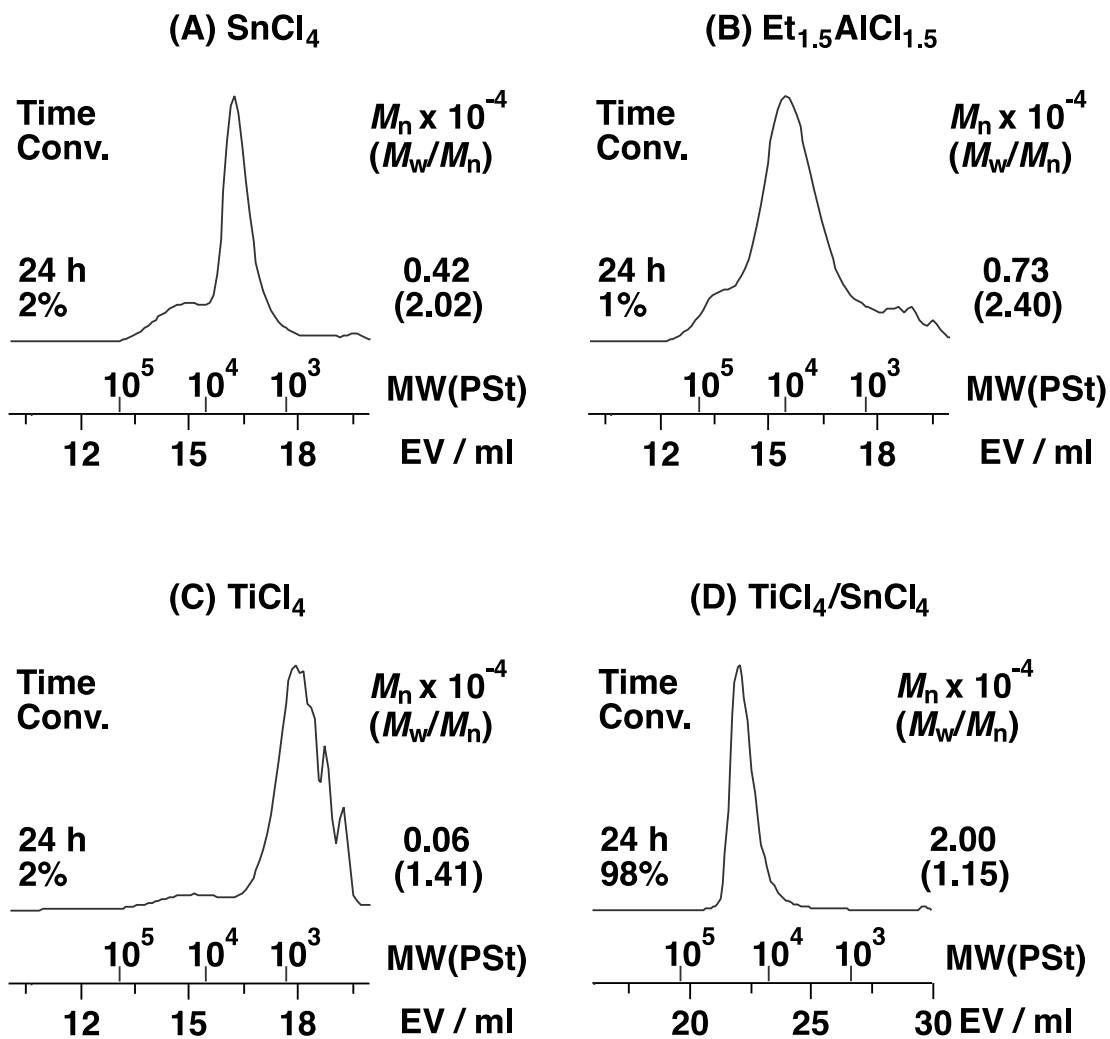 (A) SnCl4
Time
Conv.
Mn x 10-4
(Mw/Mn)
24 h
2%
0.42
(2.02)
10^5 10^4 10^3 MW(PSt)
12 15 18 EV / ml
(B) Et1.5AlCl1.5
Time
Conv.
Mn x 10-4
(Mw/Mn)
24 h
1%
0.73
(2.40)
10^5 10^4 10^3 MW(PSt)
12 15 18 EV / ml
(C) TiCl4
Time
Conv.
Mn x 10-4
(Mw/Mn)
24 h
2%
0.06
(1.41)
10^5 10^4 10^3 MW(PSt)
12 15 18 EV / ml
(D) TiCl4/SnCl4
Time
Conv.
Mn x 10-4
(Mw/Mn)
24 h
98%
2.00
(1.15)
10^5 10^4 10^3 MW(PSt)
20 25 30 EV / ml